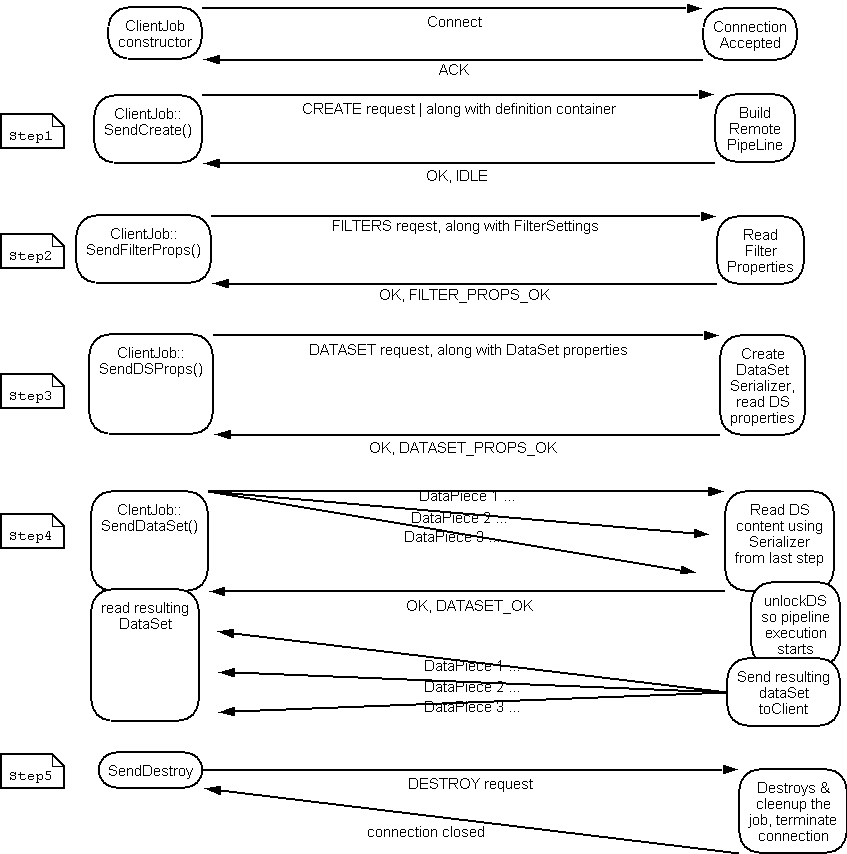 ClientJob
constructor
Connect
Connection
Accepted
ACK
Step1
ClientJob::
SendCreate()
CREATE request | along with definition container
Build
Remote
PipeLine
OK, IDLE
Step2
ClientJob::
SendFilterProps()
FILTERS reqest, along with FilterSettings
Read
Filter
Properties
OK, FILTER_PROPS_OK
Step3
ClientJob::
SendDSProps()
DATASET request, along with DataSet properties
Create
DataSet
Serializer,
read DS
properties
OK, DATASET_PROPS_OK
Step4
ClentJob::
SendDataSet()
DataPiece 1 ...
DataPiece 2 ...
DataPiece 3 ...
Read DS
content using
Serializer
from last step
OK, DATASET_OK
read resulting
DataSet
unlockDS
so pipeline
execution
starts
DataPiece 1 ...
DataPiece 2 ...
DataPiece 3 ...
Send resulting
dataSet
toClient
Step5
SendDestroy
DESTROY request
Destroys &
cleenup the
job, terminate
connection
connection closed